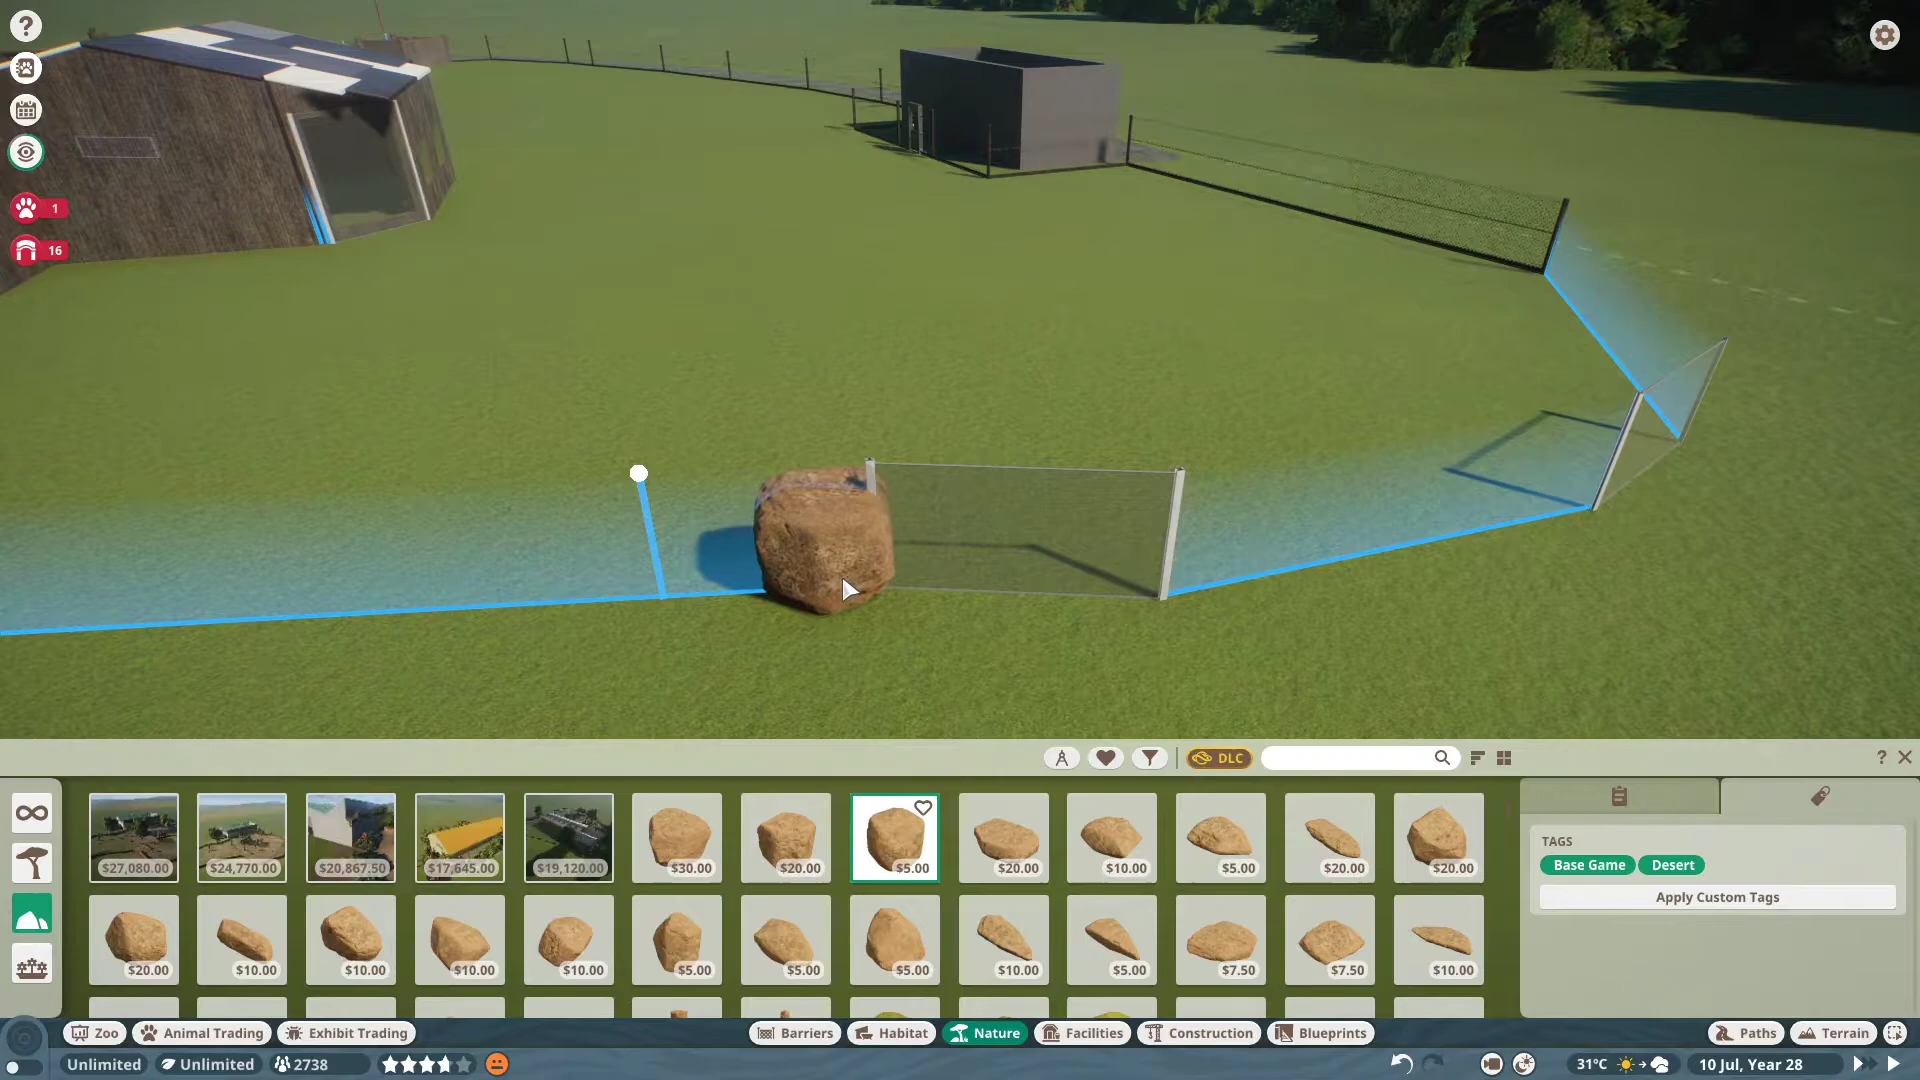 ?
1
16
DLC
?
$27,080.00
$24,770.00
$20,867.50
$17,645.00
$19,120.00
$30.00
$20.00
$5.00
$20.00
$10.00
$5.00
$20.00
$20.00
$20.00
$10.00
$10.00
$10.00
$10.00
$5.00
$5.00
$5.00
$10.00
$5.00
$7.50
$7.50
$10.00
TAGS
Base Game
Desert
Apply Custom Tags
Zoo
Animal Trading
Exhibit Trading
Barriers
Habitat
Nature
Facilities
Construction
Blueprints
Paths
Terrain
Unlimited
Unlimited
2738
31°C
10 Jul, Year 28